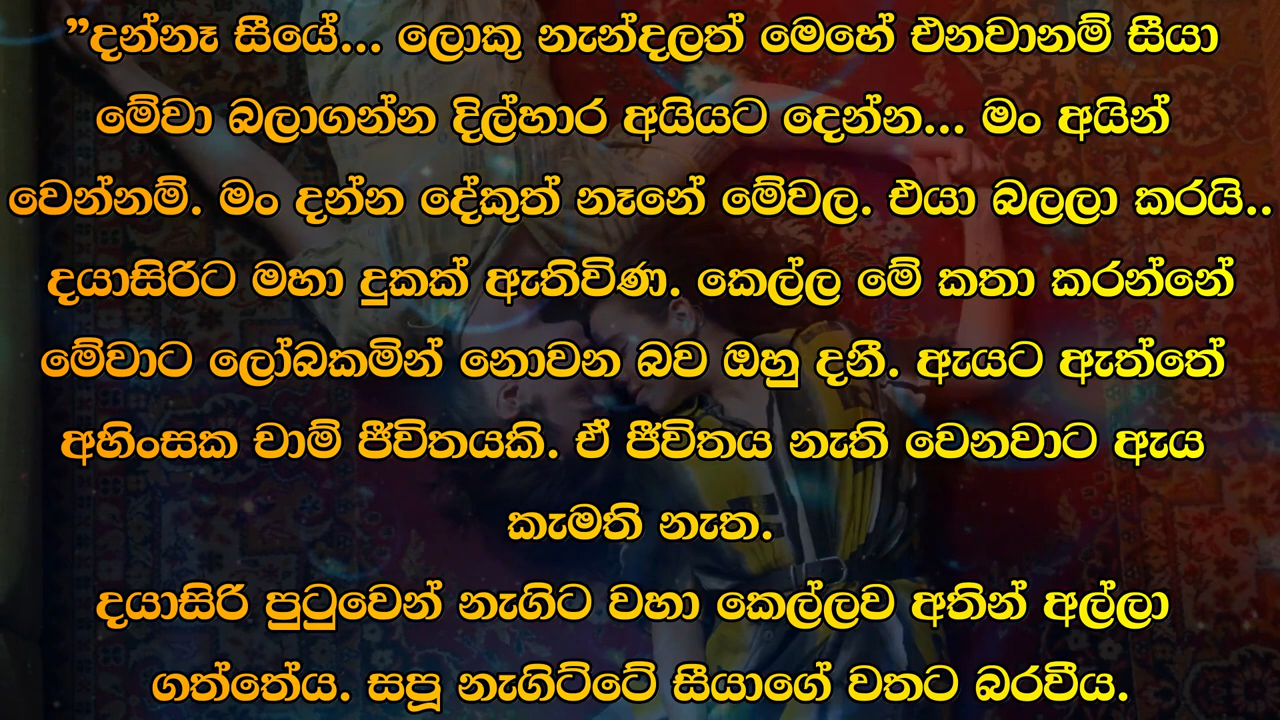 ”දන්නෑ සීයේ... ලොකු නැන්දලත් මෙහේ එනවානම් සීයා
මේවා බලාගන්න දිල්හාර අයියට දෙන්න... මං අයින්
වෙන්නම්. මං දන්න දේකුත් නෑනේ මේවල. එයා බලලා කරයි..
දයාසිරිට මහා දුකක් ඇතිවිණ. කෙල්ල මේ කතා කරන්නේ
මේවාට ලෝබකමින් නොවන බව ඔහු දනී. ඇයට ඇත්තේ
අහිංසක චාම් ජීවිතයකි. ඒ ජීවිතය නැති වෙනවාට ඇය
කැමති නැත.
දයාසිරි පුටුවෙන් නැගිට වහා කෙල්ලව අතින් අල්ලා
ගත්තේය. සපූ නැගිට්ටේ සීයාගේ වතට බරවීය.